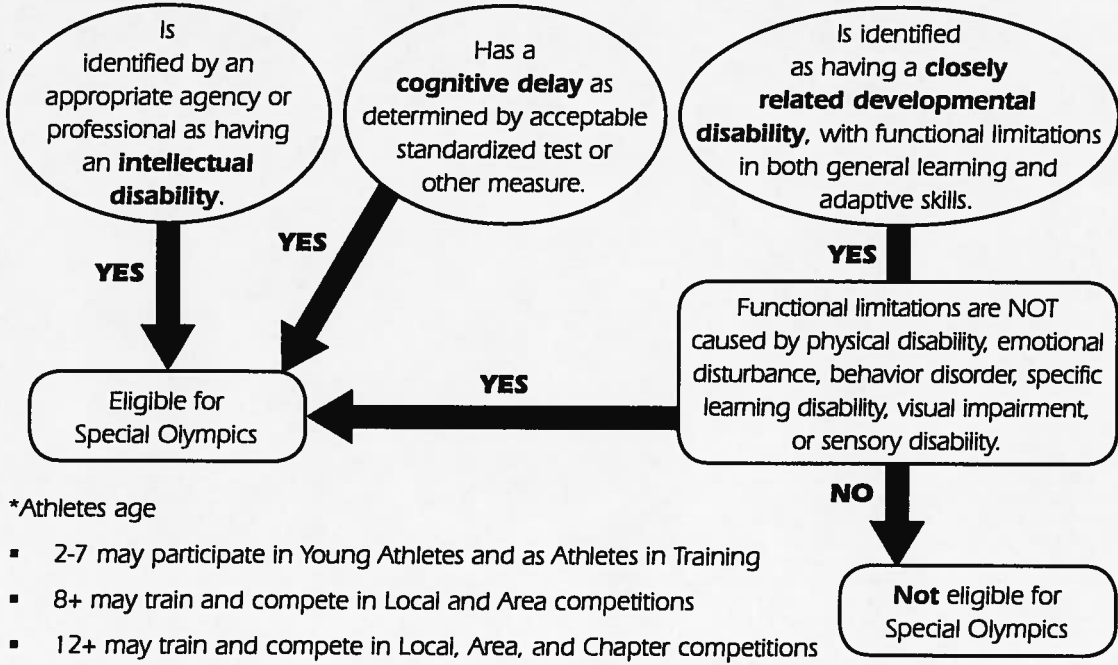 Is
identified by an
appropriate agency or
professional as having
an intellectual
disability.
YES
Has a
cognitive delay as
determined by acceptable
standardized test or
other measure.
YES
Is identified
as having a closely
related developmental
disability, with functional limitations
in both general learning and
adaptive skills.
YES
Functional limitations are NOT
caused by physical disability, emotional
disturbance, behavior disorder, specific
learning disability, visual impairment,
or sensory disability.
YES
Eligible for
Special Olympics
NO
Not eligible for
Special Olympics
*Athletes age
▪ 2-7 may participate in Young Athletes and as Athletes in Training
▪ 8+ may train and compete in Local and Area competitions
▪ 12+ may train and compete in Local, Area, and Chapter competitions